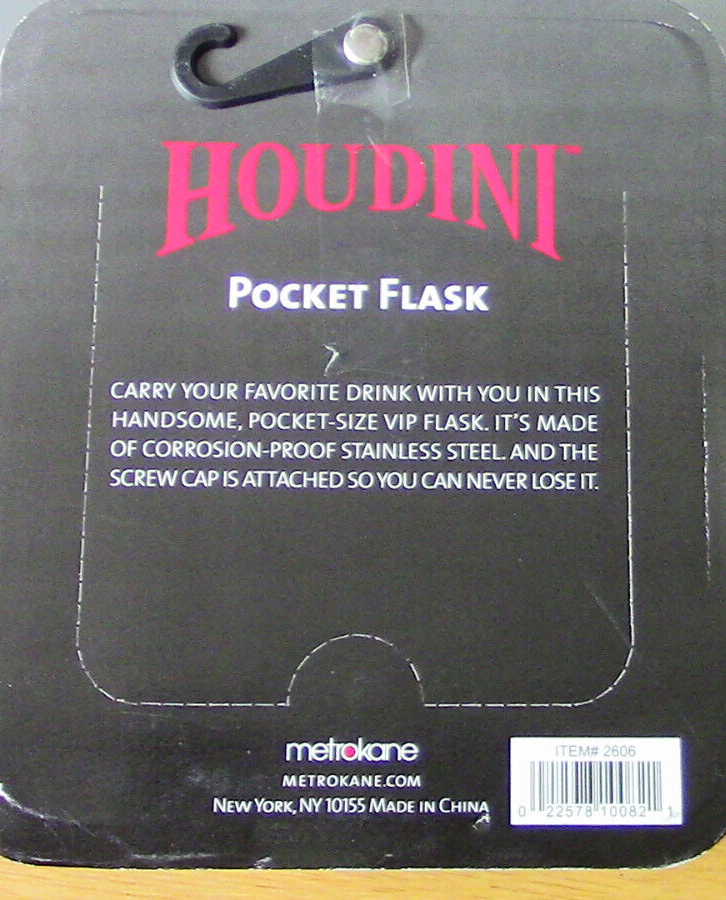 HOUDINI™
POCKET FLASK
CARRY YOUR FAVORITE DRINK WITH YOU IN THIS
HANDSOME, POCKET-SIZE VIP FLASK. IT'S MADE
OF CORROSION-PROOF STAINLESS STEEL. AND THE
SCREW CAP IS ATTACHED SO YOU CAN NEVER LOSE IT.
metrokane
METROKANE.COM
NEW YORK, NY 10155 MADE IN CHINA
ITEM# 2606
0 22578 10082 1